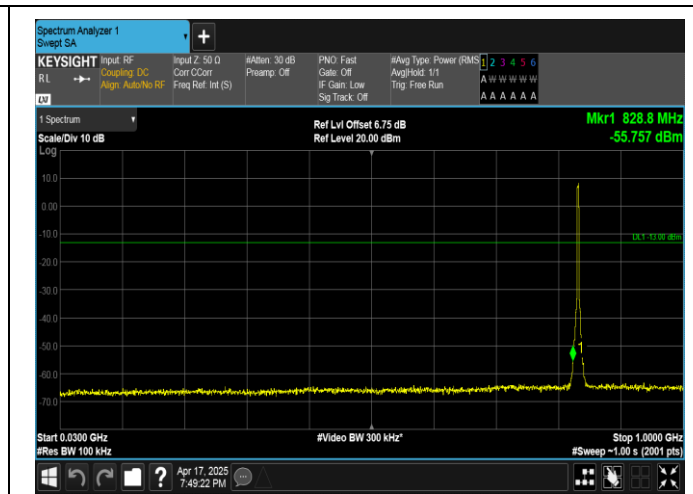 Spectrum Analyzer 1
Swept SA
KEYSIGHT Input: RF Input Z: 50 Ω #Atten: 30 dB PNO: Fast #Avg Type: Power (RMS 1 2 3 4 5 6
RL Coupling: DC Corr CCorr Preamp: Off Gate: Off Avg|Hold: 1/1 A W W W W W
Align: Auto/No RF Freq Ref: Int (S) IF Gain: Low Trig: Free Run
Sig Track: Off A A A A A A
LXI
1 Spectrum Ref Lvl Offset 6.75 dB Mkr1 828.8 MHz
Scale/Div 10 dB Ref Level 20.00 dBm -55.757 dBm
Log
10.0
0.00
DL1 -13.00 dBm
-10.0
-20.0
-30.0
-40.0
1
-50.0
-60.0
-70.0
Start 0.0300 GHz #Video BW 300 kHz* Stop 1.0000 GHz
#Res BW 100 kHz #Sweep ~1.00 s (2001 pts)
? Apr 17, 2025
7:49:22 PM